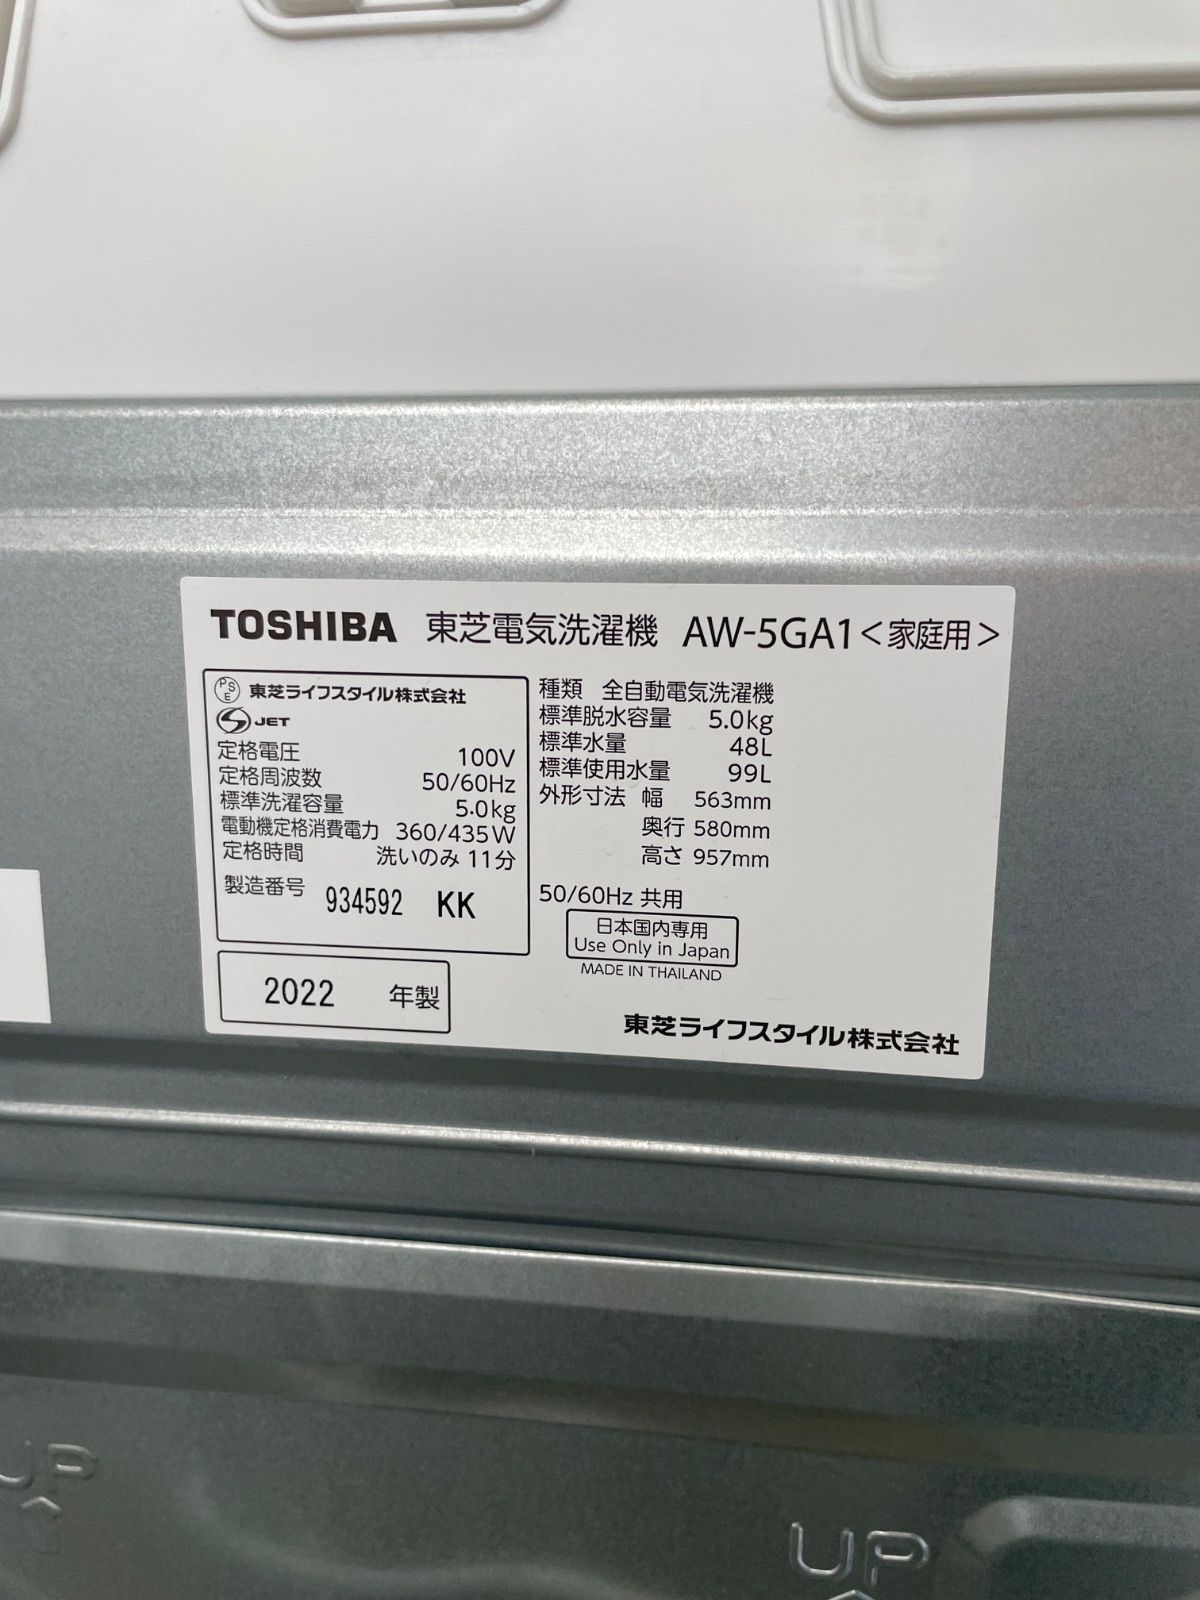 TOSHIBA 東芝電気洗濯機 AW-5GA1<家庭用>
PSE 東芝ライフスタイル株式会社
S JET
定格電圧 100V
定格周波数 50/60Hz
標準洗濯容量 5.0kg
電動機定格消費電力 360/435W
定格時間 洗いのみ 11分
製造番号 934592 KK
2022 年製
種類 全自動電気洗濯機
標準脱水容量 5.0kg
標準水量 48L
標準使用水量 99L
外形寸法 幅 563mm
奥行 580mm
高さ 957mm
50/60Hz 共用
日本国内専用
Use Only in Japan
MADE IN THAILAND
東芝ライフスタイル株式会社
UP
UP